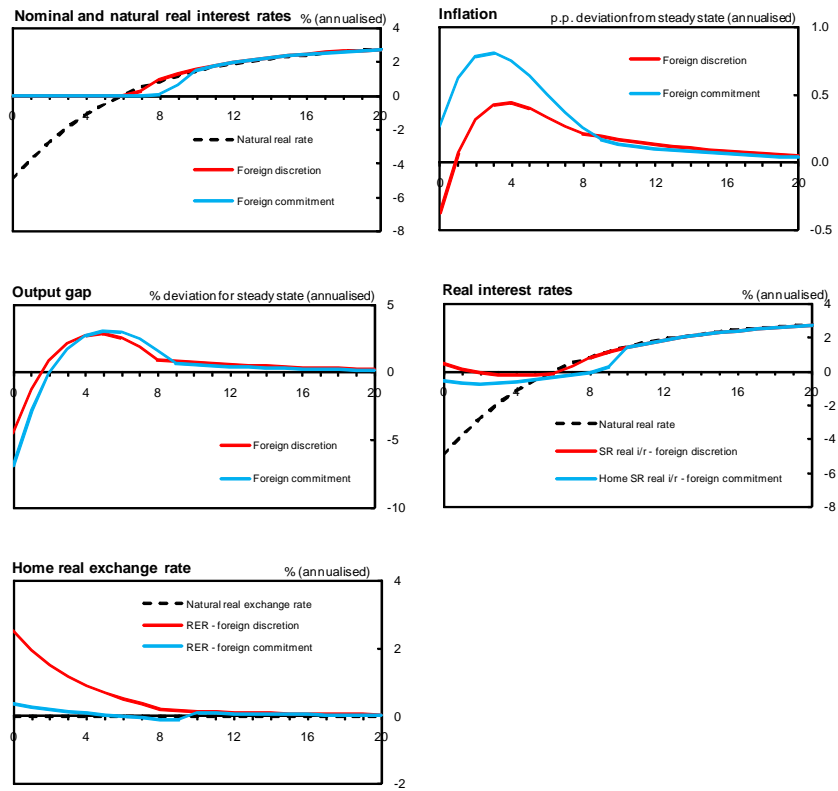 Nominal and natural real interest rates % (annualised)
4
2
0
-2
-4
-6
-8
0 4 8 12 16 20
Natural real rate
Foreign discretion
Foreign commitment
Inflation p.p. deviation from steady state (annualised)
1.0
0.5
0.0
-0.5
0 4 8 12 16 20
Foreign discretion
Foreign commitment
Output gap % deviation for steady state (annualised)
5
0
-5
-10
0 4 8 12 16 20
Foreign discretion
Foreign commitment
Real interest rates % (annualised)
4
2
0
-2
-4
-6
-8
0 4 8 12 16 20
Natural real rate
SR real i/r - foreign discretion
Home SR real i/r - foreign commitment
Home real exchange rate % (annualised)
4
2
0
-2
0 4 8 12 16 20
Natural real exchange rate
RER - foreign discretion
RER - foreign commitment